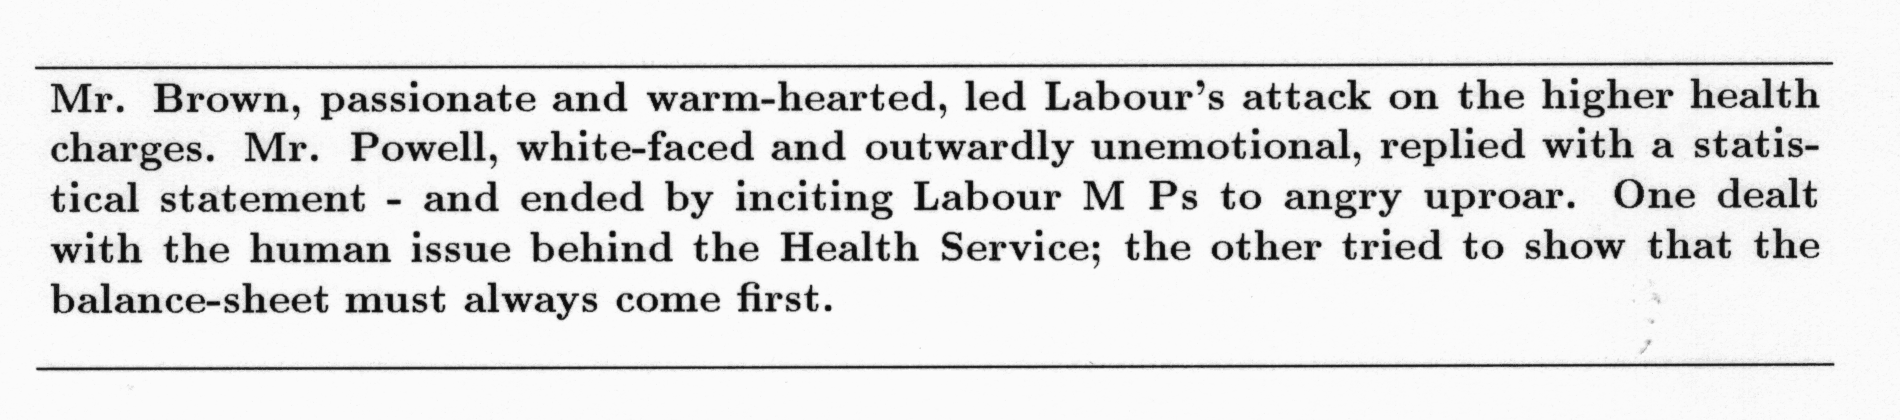 Mr. Brown, passionate and warm-hearted, led Labour's attack on the higher health
charges. Mr. Powell, white-faced and outwardly unemotional, replied with a statis-
tical statement - and ended by inciting Labour M Ps to angry uproar. One dealt
with the human issue behind the Health Service; the other tried to show that the
balance-sheet must always come first.